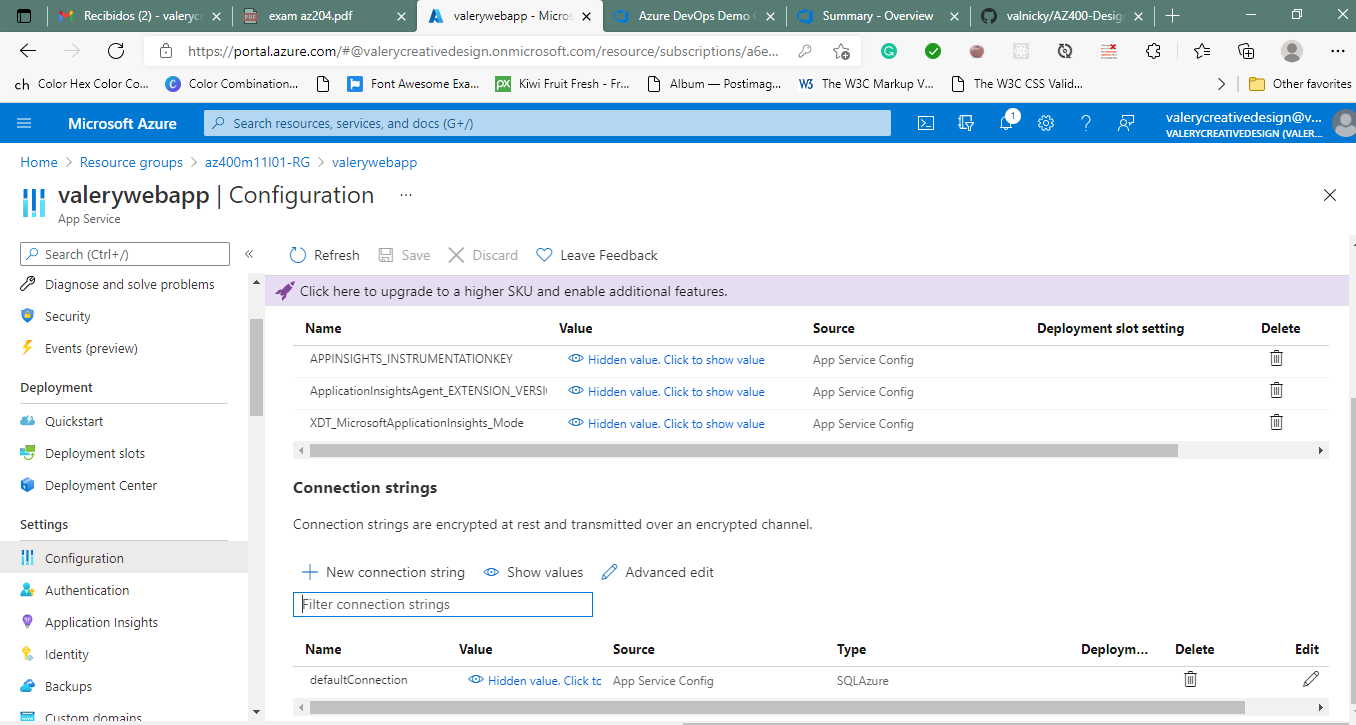 Recibidos (2) - valeryc
exam az204.pdf
valerywebapp - Micros
Azure DevOps Demo G
Summary - Overview
valnicky/AZ400-Desig
https://portal.azure.com/#@valerycreativedesign.onmicrosoft.com/resource/subscriptions/a6e...
ch Color Hex Color Co...
Color Combination...
Font Awesome Exa...
Kiwi Fruit Fresh - Fr...
Album — Postimag...
The W3C Markup V...
The W3C CSS Valid...
Other favorites
Microsoft Azure
Search resources, services, and docs (G+/)
1
valerycreativedesign@v...
VALERYCREATIVEDESIGN (VALER...
Home > Resource groups > az400m11l01-RG > valerywebapp
valerywebapp | Configuration ...
App Service
Search (Ctrl+/)
«
Refresh
Save
Discard
Leave Feedback
Diagnose and solve problems
Security
Events (preview)
Deployment
Quickstart
Deployment slots
Deployment Center
Settings
Configuration
Authentication
Application Insights
Identity
Backups
Custom domains
Click here to upgrade to a higher SKU and enable additional features.
Name Value Source Deployment slot setting Delete
APPINSIGHTS_INSTRUMENTATIONKEY Hidden value. Click to show value App Service Config
ApplicationInsightsAgent_EXTENSION_VERSI Hidden value. Click to show value App Service Config
XDT_MicrosoftApplicationInsights_Mode Hidden value. Click to show value App Service Config
Connection strings
Connection strings are encrypted at rest and transmitted over an encrypted channel.
New connection string
Show values
Advanced edit
Filter connection strings
Name Value Source Type Deploym... Delete Edit
defaultConnection Hidden value. Click tc App Service Config SQLAzure